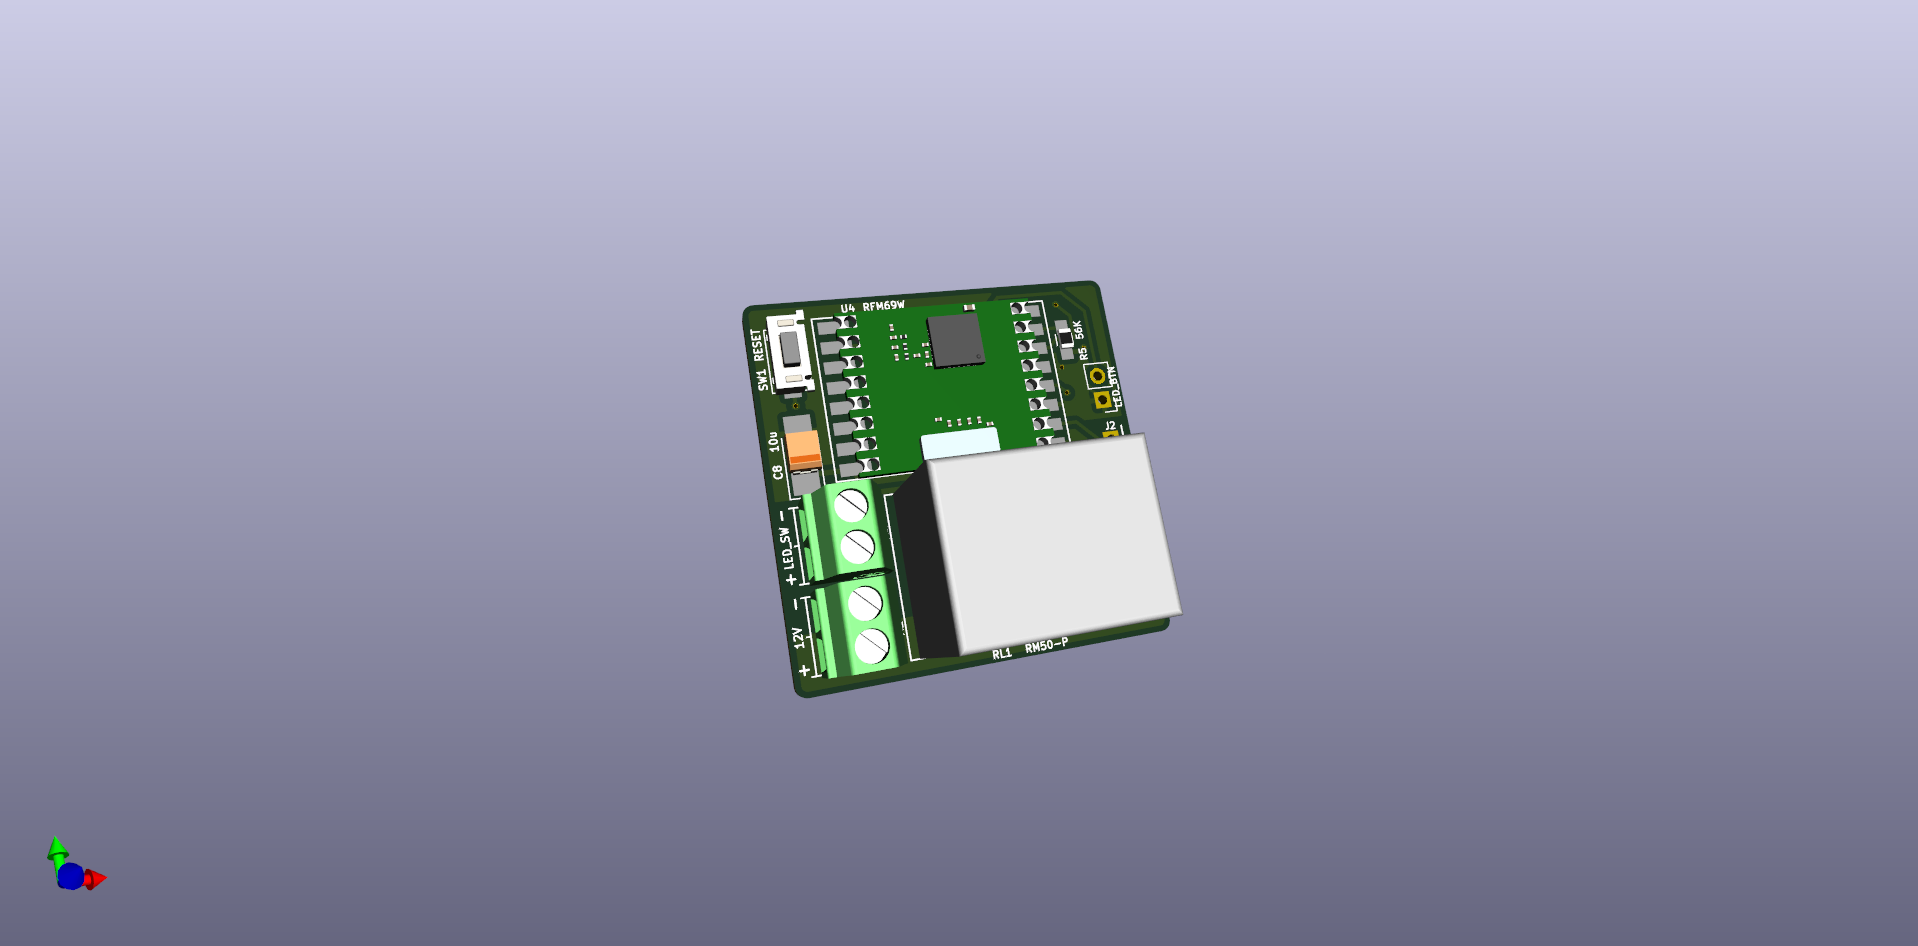 U4 RFM69W
SW1 RESET
56K
R5
LED_BTN
J2
10u
C8
- LED_SW +
- 12V +
RL1 RM50-P